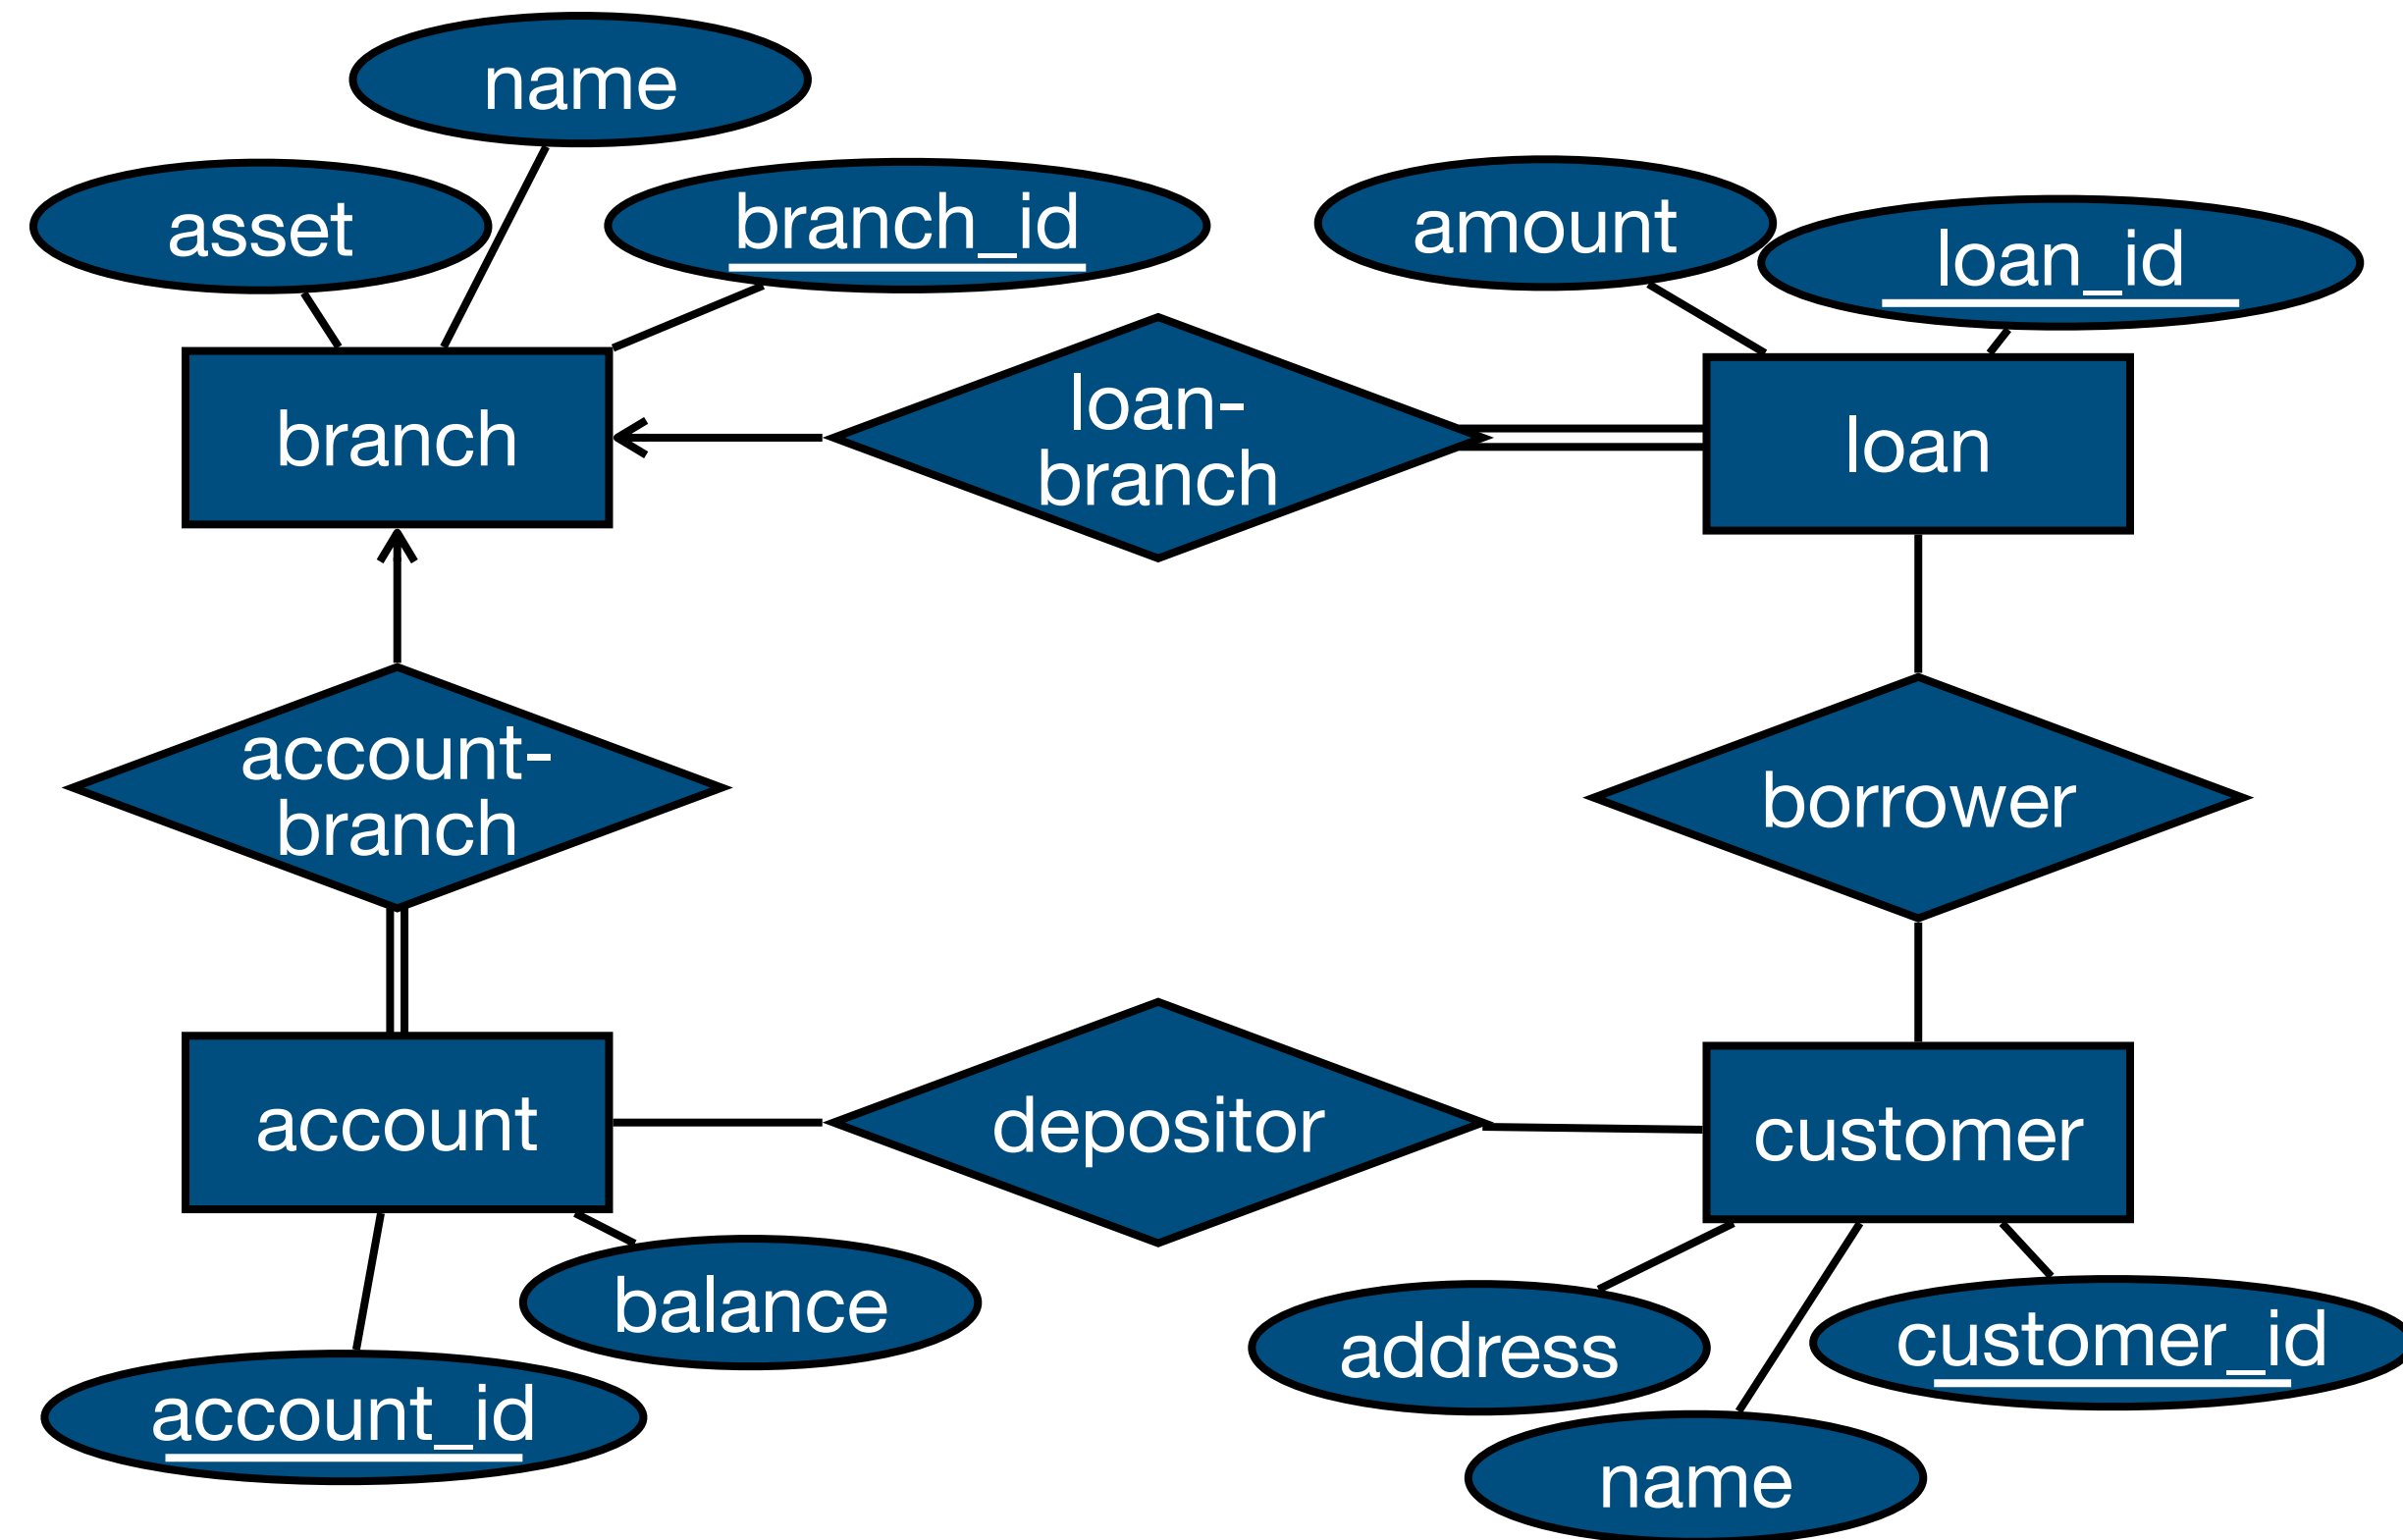 name
asset
branch_id
amount
loan_id
branch
loan-
branch
loan
account-
branch
borrower
account
depositor
customer
balance
address
customer_id
account_id
name